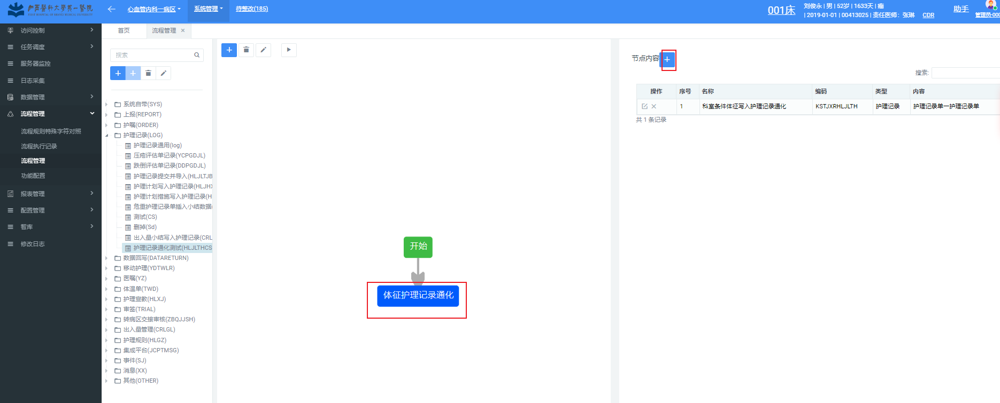 山西醫科大學第一醫院
FIRST HOSPITAL OF SHANXI MEDICAL UNIVERSITY
心血管内科一病区
系统管理
待整改(185)
001床
刘俊永 | 男 | 52岁 | 1633天 | 瘤
| 2019-01-01 | 00413025 | 责任医师：张琳
CDR
助手
管理员-000
访问控制
任务调度
服务器监控
日志采集
数据管理
流程管理
流程规则特殊字符对照
流程执行记录
流程管理
功能配置
报表管理
配置管理
智库
修改日志
首页
流程管理 ×
搜索
系统自带(SYS)
上报(REPORT)
护嘱(ORDER)
护理记录(LOG)
护理记录通用(log)
压疮评估单记录(YCPGDJL)
跌倒评估单记录(DDPGDJL)
护理记录提交并导入(HLJLTJB
护理计划写入护理记录(HLJHX
护理计划措施写入护理记录(H
危重护理记录单插入小结数据(
测试(CS)
删掉(Sd)
出入量小结写入护理记录(CRL
护理记录通化测试(HLJLTHCS
数据回写(DATARETURN)
移动护理(YDTWLR)
医嘱(YZ)
体温单(TWD)
护理宣教(HLXJ)
审签(TRIAL)
转病区交接审核(ZBQJJSH)
出入量管理(CRLGL)
护理规则(HLGZ)
集成平台(JCPTMSG)
事件(SJ)
消息(XX)
其他(OTHER)
开始
体征护理记录通化
节点内容
搜索:
操作 序号 名称 编码 类型 内容
1 科室条件体征写入护理记录通化 KSTJXRHLJLTH 护理记录 护理记录单一护理记录单
共 1 条记录